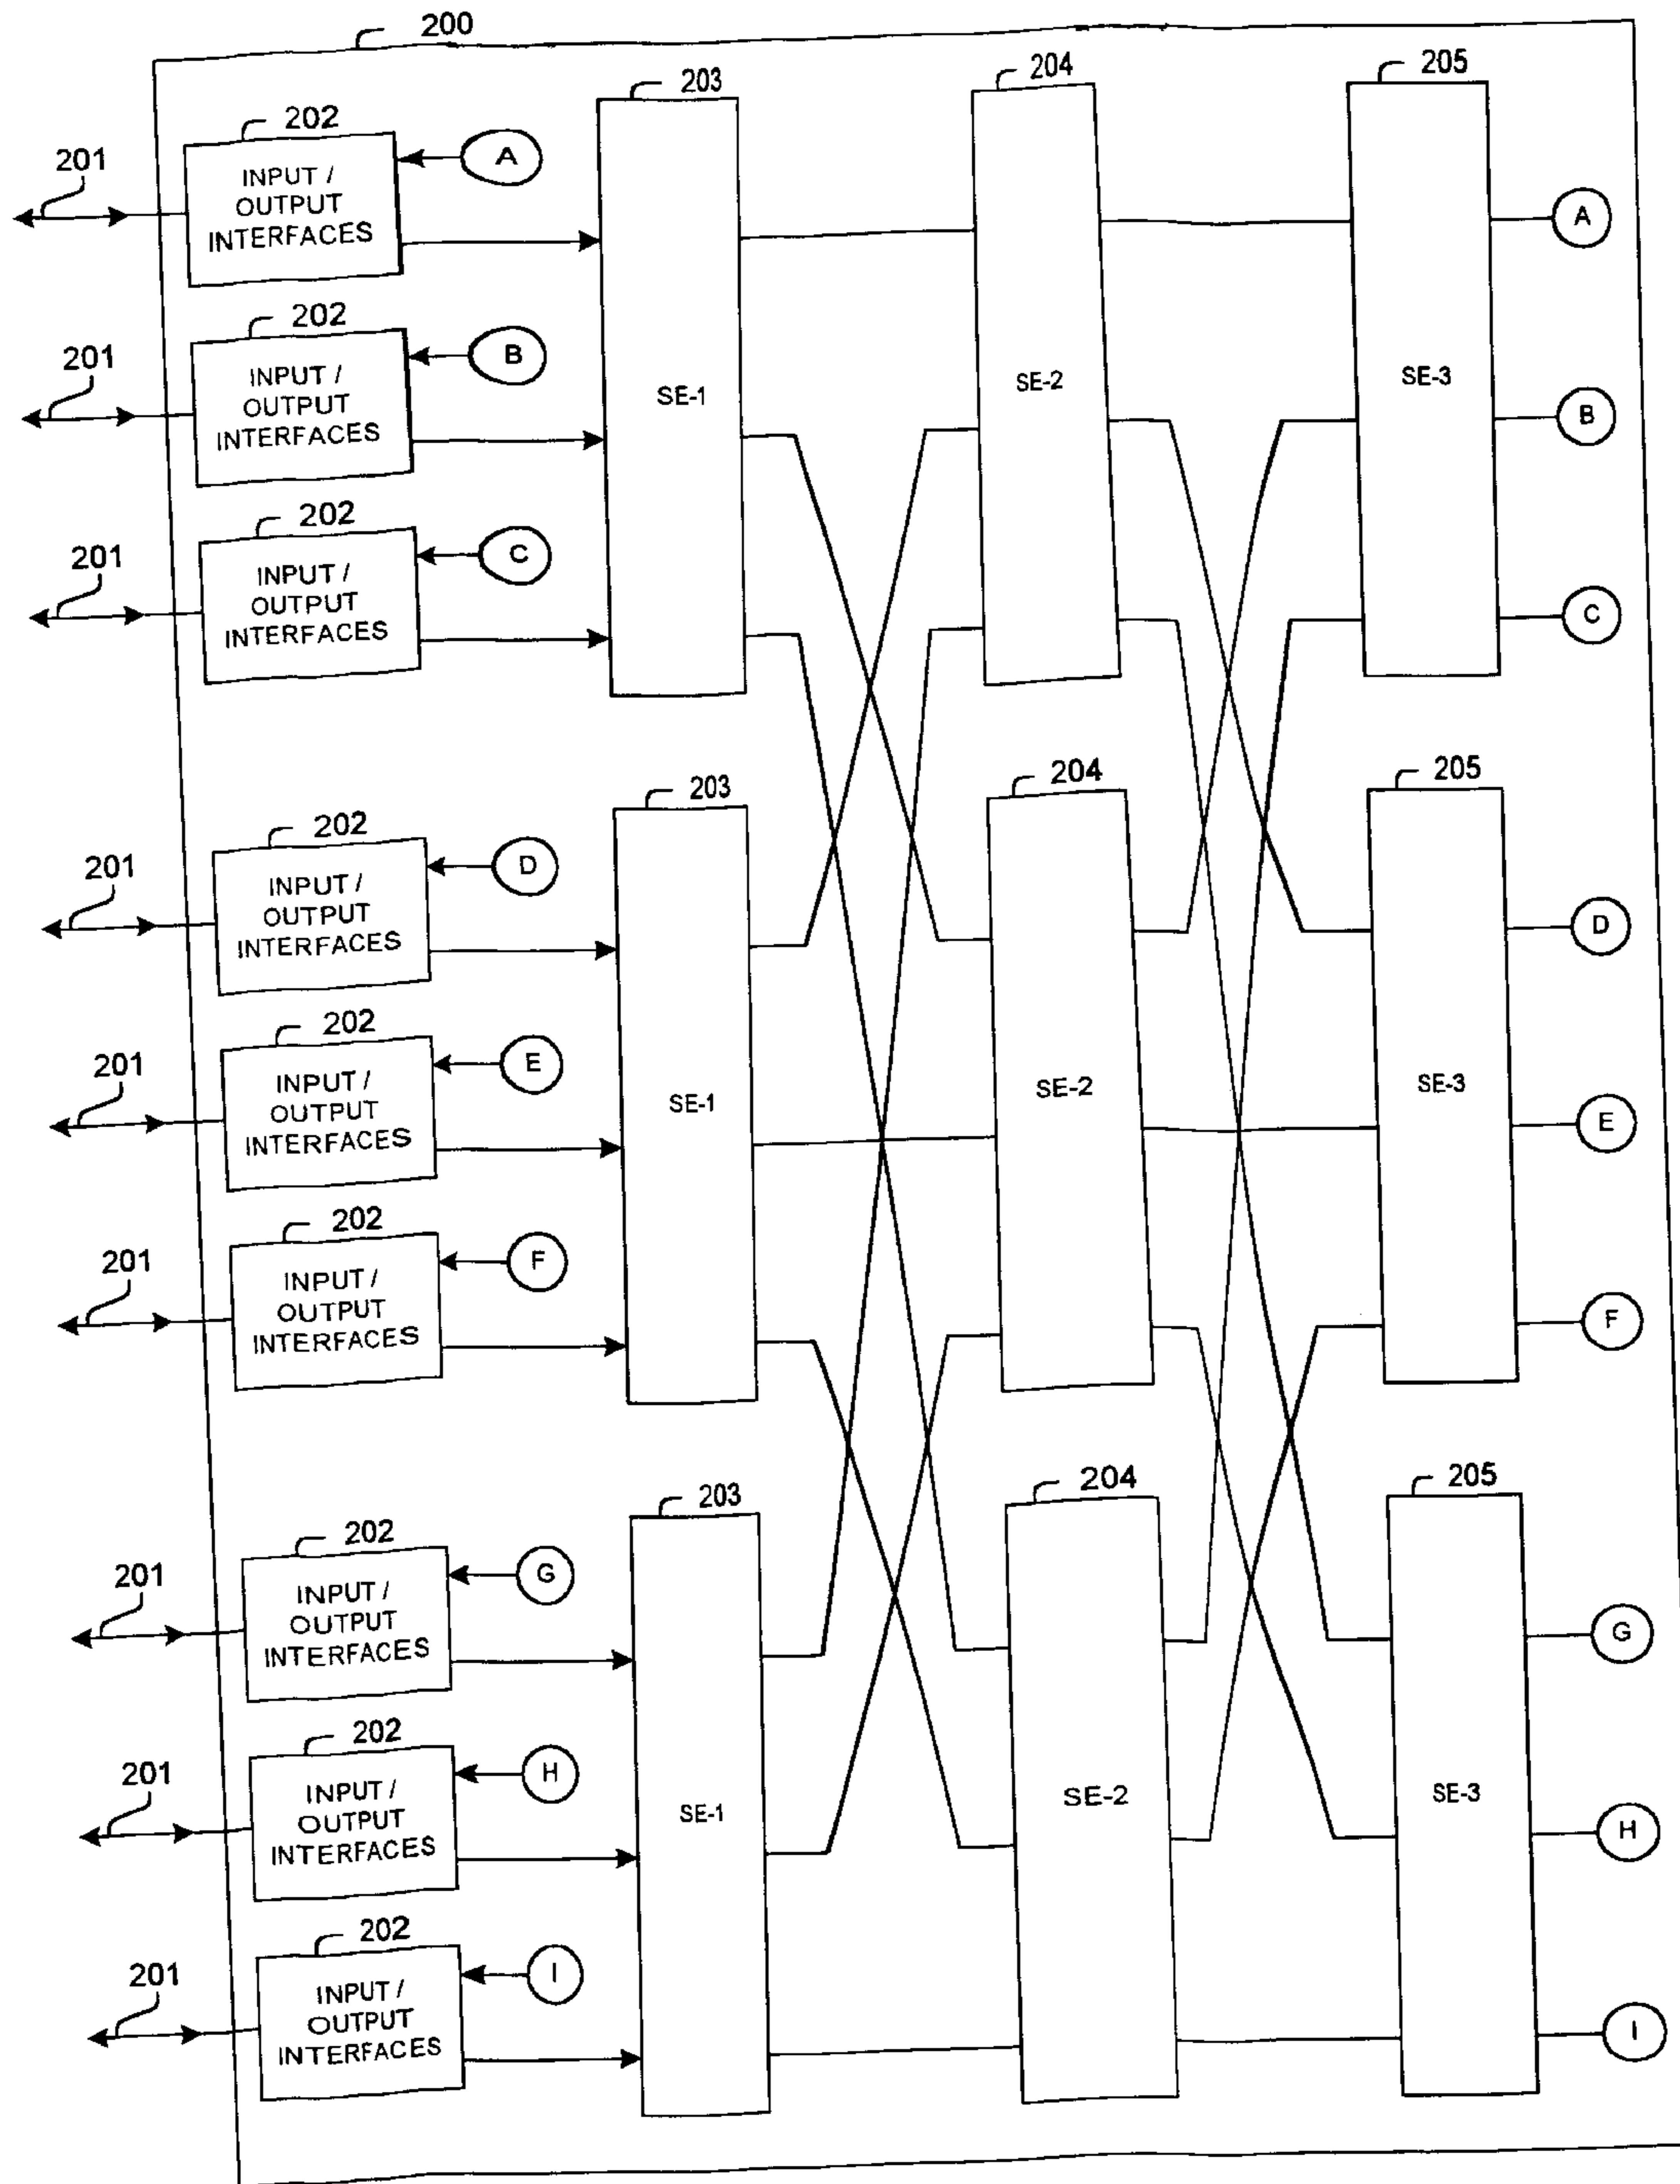 200
203
204
205
202
201
INPUT /
OUTPUT
INTERFACES
A
A
202
201
INPUT /
OUTPUT
INTERFACES
B
SE-1
SE-2
SE-3
B
202
201
INPUT /
OUTPUT
INTERFACES
C
C
203
204
205
202
201
INPUT /
OUTPUT
INTERFACES
D
D
202
201
INPUT /
OUTPUT
INTERFACES
E
SE-1
SE-2
SE-3
E
202
201
INPUT /
OUTPUT
INTERFACES
F
F
203
204
205
202
201
INPUT /
OUTPUT
INTERFACES
G
G
202
201
INPUT /
OUTPUT
INTERFACES
H
SE-1
SE-2
SE-3
H
202
201
INPUT /
OUTPUT
INTERFACES
I
I